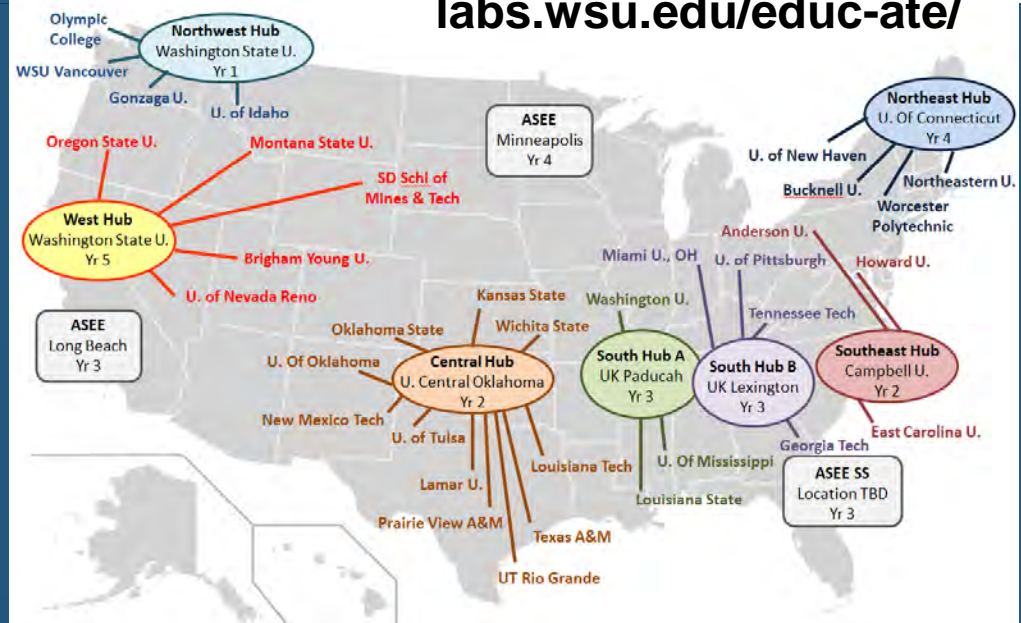 labs.wsu.edu/educ-ate/
Olympic
College
Northwest Hub
Washington State U.
Yr 1
WSU Vancouver
Gonzaga U.
U. of Idaho
ASEE
Minneapolis
Yr 4
Northeast Hub
U. Of Connecticut
Yr 4
U. of New Haven
Bucknell U.
Northeastern U.
Worcester
Polytechnic
Oregon State U.
Montana State U.
SD Schl of
Mines & Tech
West Hub
Washington State U.
Yr 5
Brigham Young U.
U. of Nevada Reno
ASEE
Long Beach
Yr 3
Anderson U.
Howard U.
Miami U., OH
U. of Pittsburgh
Tennessee Tech
Kansas State
Washington U.
Oklahoma State
Wichita State
U. Of Oklahoma
Central Hub
U. Central Oklahoma
Yr 2
South Hub A
UK Paducah
Yr 3
South Hub B
UK Lexington
Yr 3
Southeast Hub
Campbell U.
Yr 2
New Mexico Tech
U. of Tulsa
Lamar U.
Prairie View A&M
UT Rio Grande
Texas A&M
Louisiana Tech
U. Of Mississippi
Louisiana State
Georgia Tech
East Carolina U.
ASEE SS
Location TBD
Yr 3